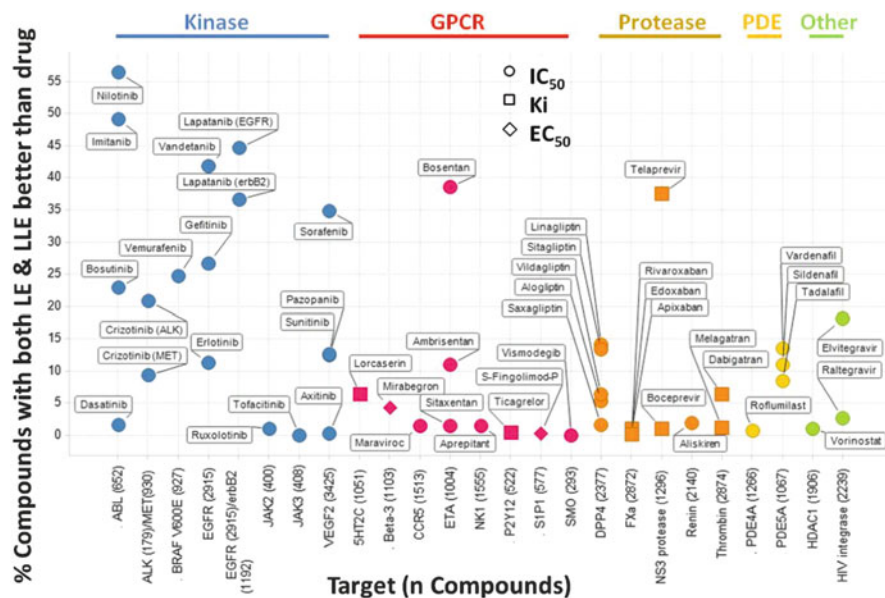 Kinase GPCR Protease PDE Other
% Compounds with both LE & LLE better than drug
55
50
45
40
35
30
25
20
15
10
5
0
IC50
Ki
EC50
Nilotinib
Imitanib
Lapatanib (EGFR)
Vandetanib
Lapatanib (erbB2)
Gefitinib
Vemurafenib
Bosutinib
Sorafenib
Pazopanib
Sunitinib
Crizotinib (ALK)
Erlotinib
Crizotinib (MET)
Dasatinib
Tofacitinib
Axitinib
Ruxolotinib
Bosentan
Ambrisentan
Lorcaserin
Mirabegron
Sitaxentan
Ticagrelor
S-Fingolimod-P
Vismodegib
Maraviroc
Aprepitant
Telaprevir
Linagliptin
Sitagliptin
Vildagliptin
Alogliptin
Saxagliptin
Rivaroxaban
Edoxaban
Apixaban
Melagatran
Dabigatran
Boceprevir
Aliskiren
Vardenafil
Sildenafil
Tadalafil
Roflumilast
Elvitegravir
Raltegravir
Vorinostat
. ABL (652)
ALK (179)/MET(930)
. BRAF V600E (927)
EGFR (2915)
EGFR (2915)/erbB2
(1192)
JAK2 (400)
JAK3 (408)
VEGF2 (3425)
5HT2C (1051)
. Beta-3 (1103)
CCR5 (1513)
ETA (1004)
NK1 (1555)
. P2Y12 (522)
. S1P1 (577)
SMO (293)
DPP4 (2377)
FXa (2872)
NS3 protease (1296)
Renin (2140)
Thrombin (2874)
. PDE4A (1266)
PDE5A (1067)
HDAC1 (1906)
HIV integrase (2239)
Target (n Compounds)